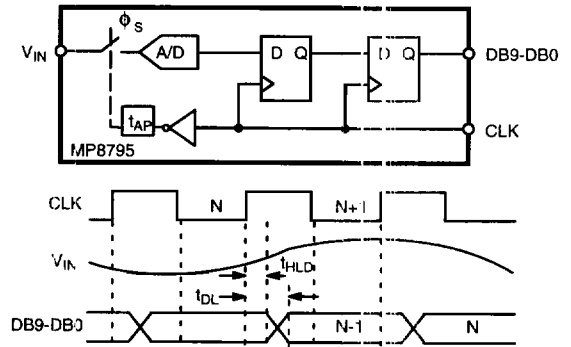 ϕS
VIN
A/D
D Q
D Q
DB9-DB0
tAP
CLK
MP8795
CLK
N
N+1
VIN
tHLD
tDL
DB9-DB0
N-1
N